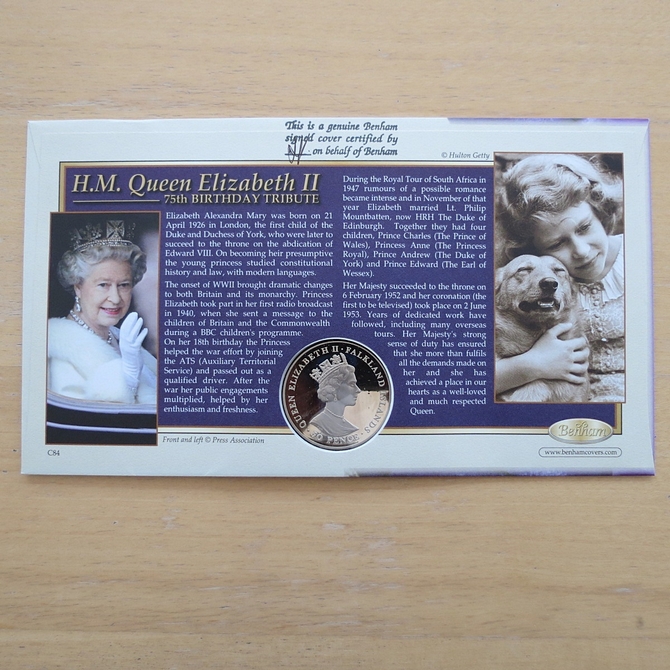 This is a genuine Benham
signed cover certified by
on behalf of Benham
© Hulton Getty
H.M. Queen Elizabeth II
75th BIRTHDAY TRIBUTE
Elizabeth Alexandra Mary was born on 21
April 1926 in London, the first child of the
Duke and Duchess of York, who were later to
succeed to the throne on the abdication of
Edward VIII. On becoming heir presumptive
the young princess studied constitutional
history and law, with modern languages.
The onset of WWII brought dramatic changes
to both Britain and its monarchy. Princess
Elizabeth took part in her first radio broadcast
in 1940, when she sent a message to the
children of Britain and the Commonwealth
during a BBC children's programme.
On her 18th birthday the Princess
helped the war effort by joining
the ATS (Auxiliary Territorial
Service) and passed out as a
qualified driver. After the
war her public engagements
multiplied, helped by her
enthusiasm and freshness.
During the Royal Tour of South Africa in
1947 rumours of a possible romance
became intense and in November of that
year Elizabeth married Lt. Philip
Mountbatten, now HRH The Duke of
Edinburgh. Together they had four
children, Prince Charles (The Prince of
Wales), Princess Anne (The Princess
Royal), Prince Andrew (The Duke of
York) and Prince Edward (The Earl of
Wessex).
Her Majesty succeeded to the throne on
6 February 1952 and her coronation (the
first to be televised) took place on 2 June
1953. Years of dedicated work have
followed, including many overseas
tours. Her Majesty's strong
sense of duty has ensured
that she more than fulfils
all the demands made on
her and she has
achieved a place in our
hearts as a well-loved
and much respected
Queen.
QUEEN ELIZABETH II · FALKLAND ISLANDS
50 PENCE
Front and left © Press Association
C84
Benham
www.benhamcovers.com